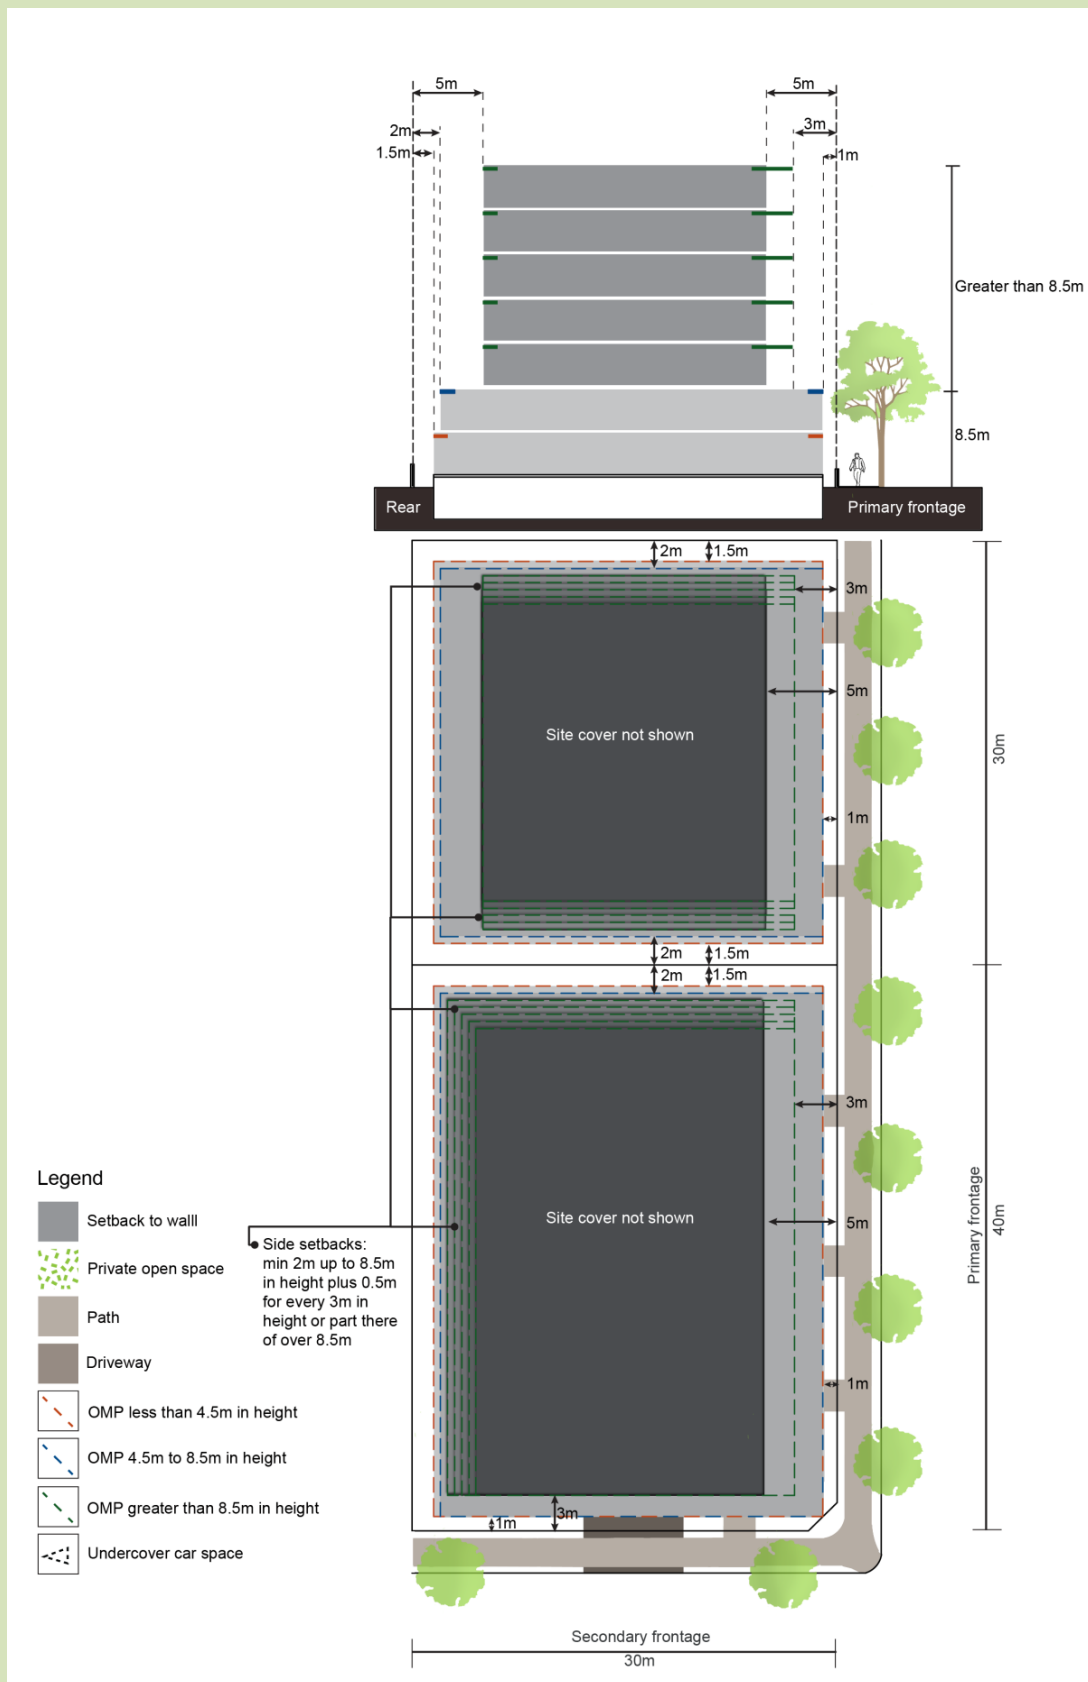 5m
5m
2m
3m
1.5m
1m
Greater than 8.5m
8.5m
Rear
Primary frontage
2m
1.5m
3m
5m
Site cover not shown
30m
1m
2m
1.5m
2m
1.5m
3m
Primary frontage
40m
Site cover not shown
5m
1m
3m
1m
Legend
Setback to walll
Private open space
Path
Driveway
OMP less than 4.5m in height
OMP 4.5m to 8.5m in height
OMP greater than 8.5m in height
Undercover car space
Side setbacks:
min 2m up to 8.5m
in height plus 0.5m
for every 3m in
height or part there
of over 8.5m
Secondary frontage
30m